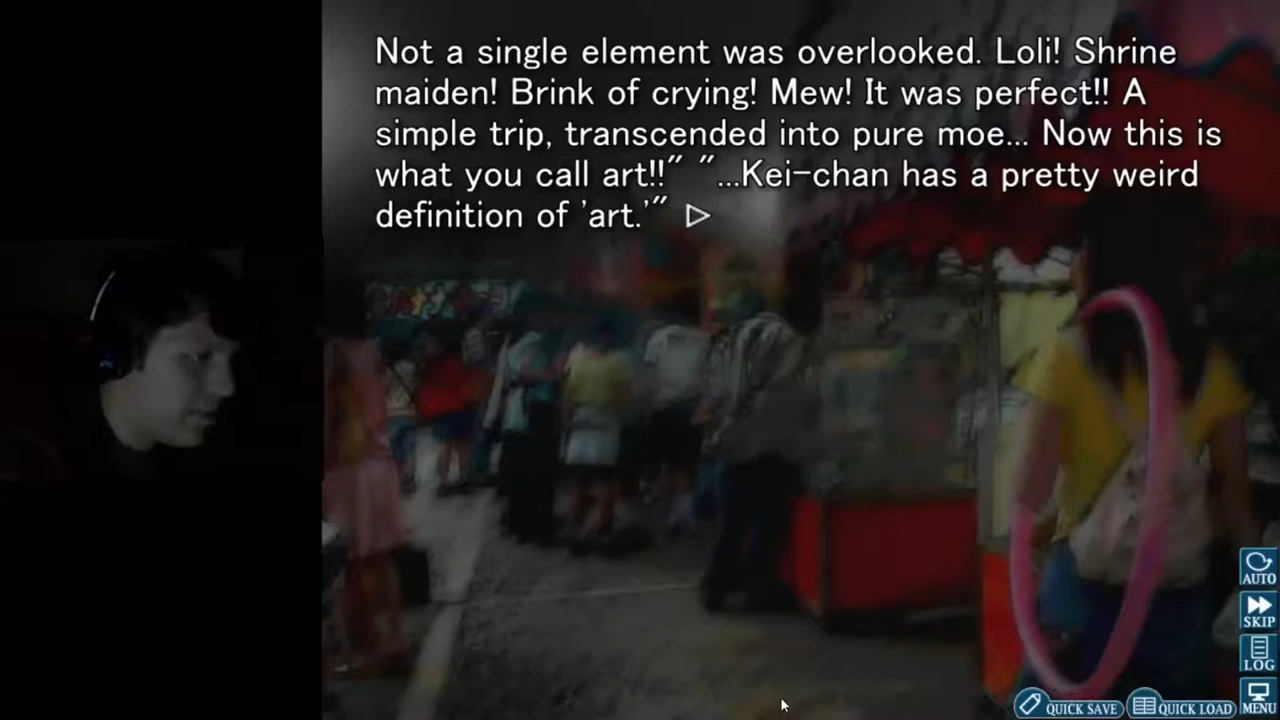 Not a single element was overlooked. Loli! Shrine
maiden! Brink of crying! Mew! It was perfect!! A
simple trip, transcended into pure moe... Now this is
what you call art!!" "...Kei-chan has a pretty weird
definition of 'art.'"
AUTO
SKIP
LOG
MENU
QUICK SAVE
QUICK LOAD